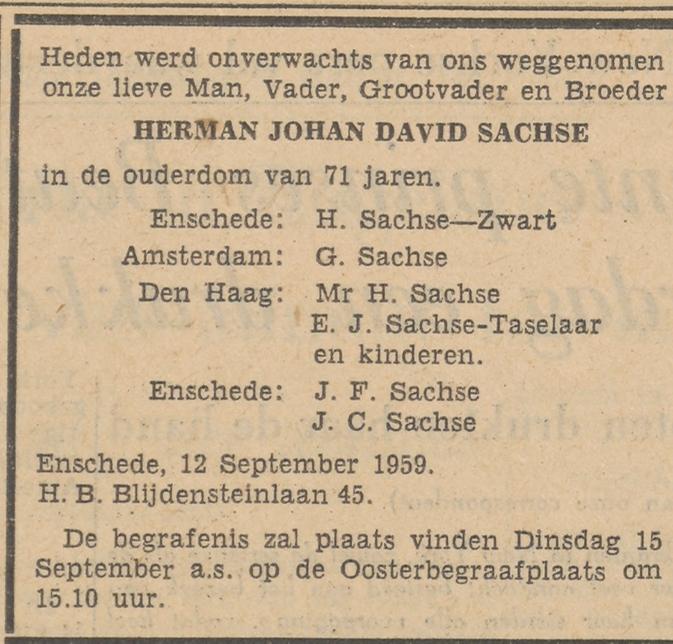 Heden werd onverwachts van ons weggenomen
onze lieve Man, Vader, Grootvader en Broeder
HERMAN JOHAN DAVID SACHSE
in de ouderdom van 71 jaren.
Enschede: H. Sachse—Zwart
Amsterdam: G. Sachse
Den Haag: Mr H. Sachse
E. J. Sachse-Taselaar
en kinderen.
Enschede: J. F. Sachse
J. C. Sachse
Enschede, 12 September 1959.
H. B. Blijdensteinlaan 45.
De begrafenis zal plaats vinden Dinsdag 15
September a.s. op de Oosterbegraafplaats om
15.10 uur.